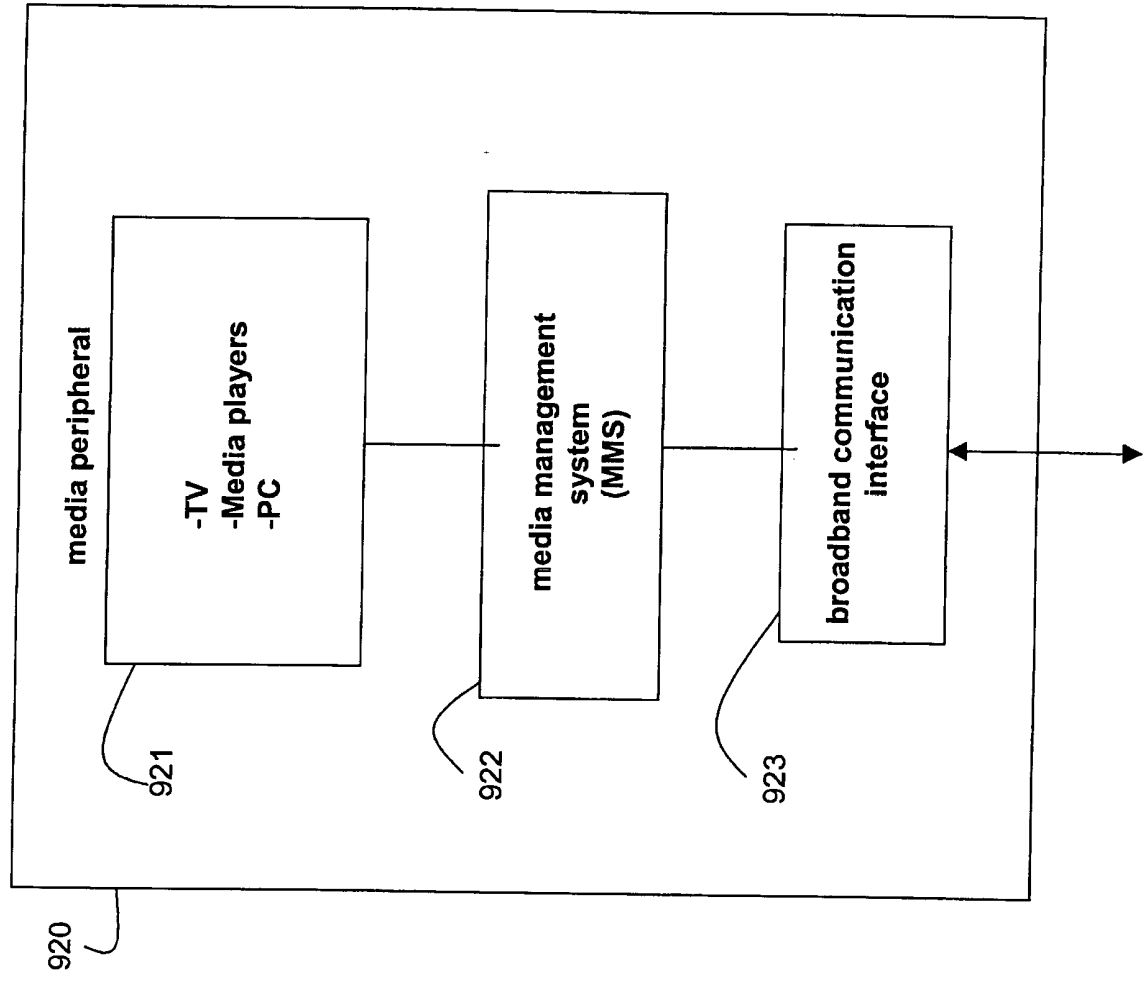 media peripheral
-TV
-Media players
-PC
921
media management
system
(MMS)
922
broadband communication
interface
923
920